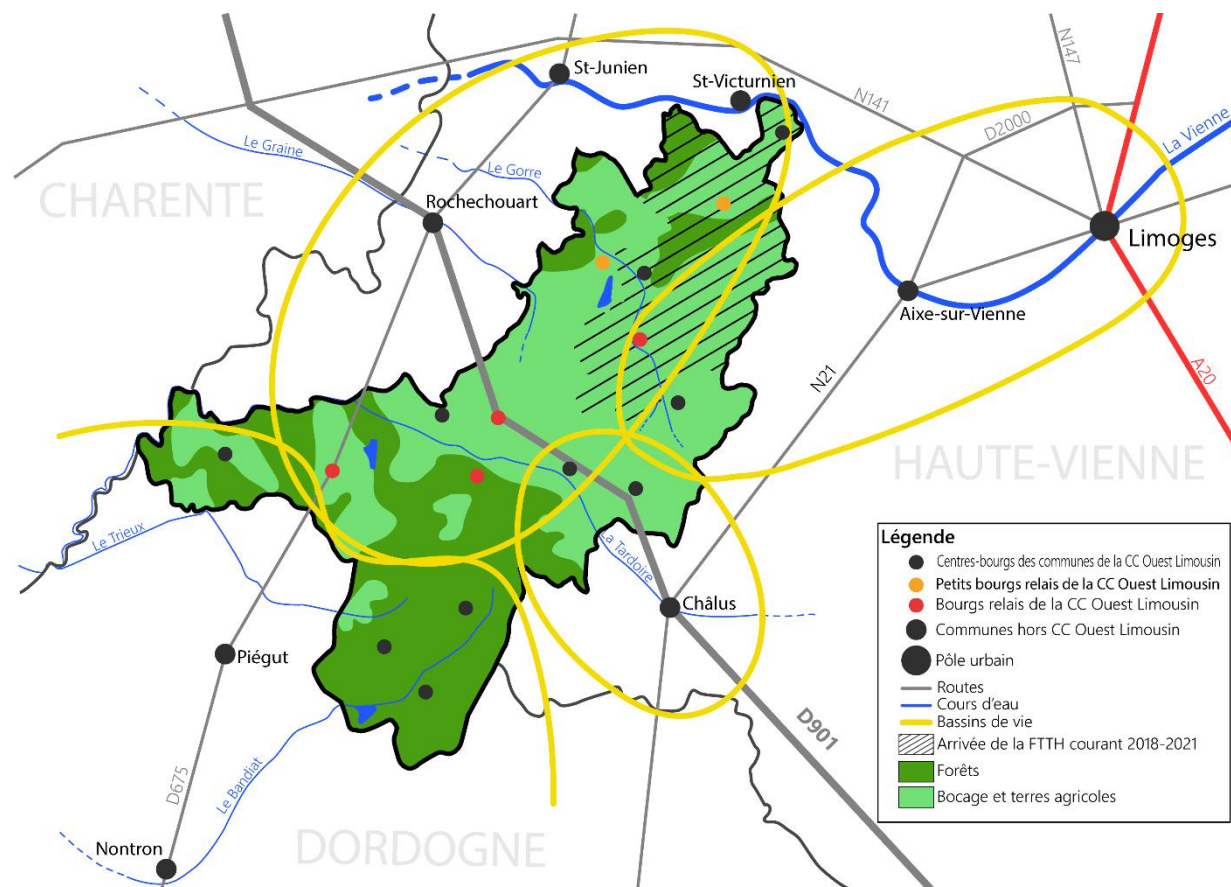 St-Junien
St-Victurnien
N147
N141
D2000
La Vienne
Le Graine
Le Gorre
CHARENTE
Rochechouart
Limoges
Aixe-sur-Vienne
N21
A20
HAUTE-VIENNE
Le Trieux
La Tardoire
Châlus
Piégut
D901
D675
Le Bandiat
DORDOGNE
Nontron
Légende
Centres-bourgs des communes de la CC Ouest Limousin
Petits bourgs relais de la CC Ouest Limousin
Bourgs relais de la CC Ouest Limousin
Communes hors CC Ouest Limousin
Pôle urbain
Routes
Cours d'eau
Bassins de vie
Arrivée de la FTTH courant 2018-2021
Forêts
Bocage et terres agricoles